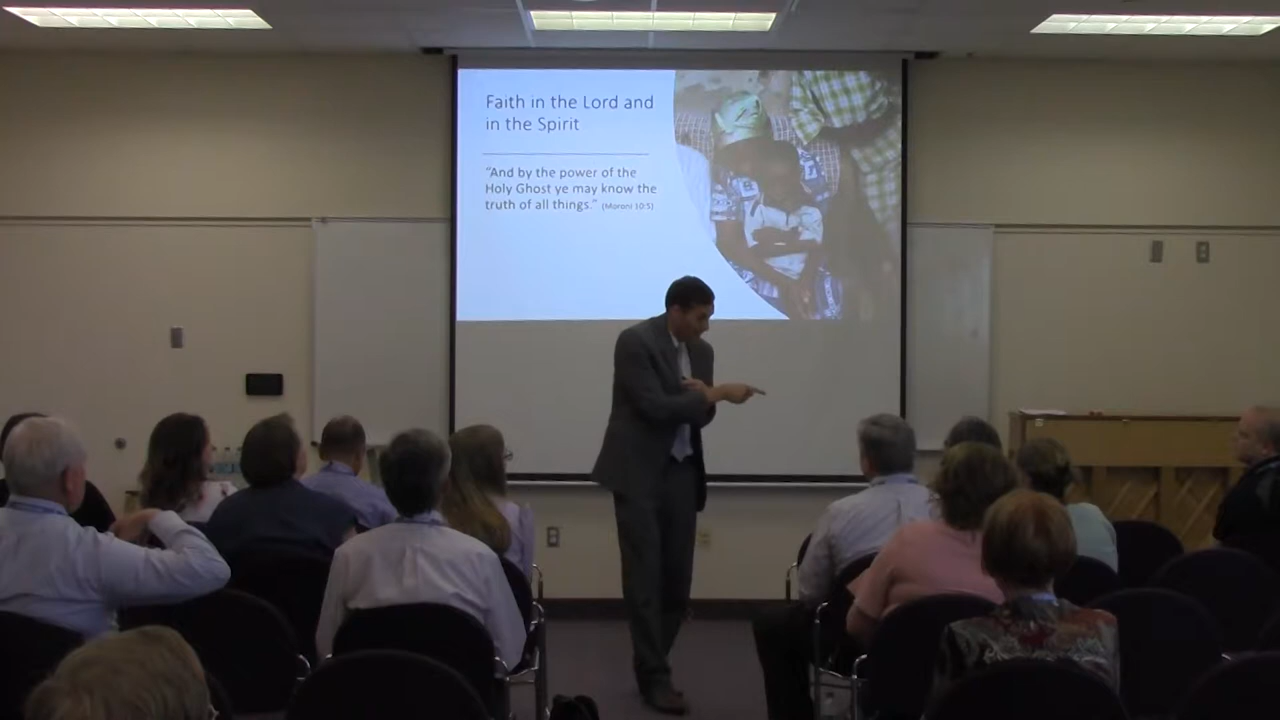 Faith in the Lord and
in the Spirit
“And by the power of the
Holy Ghost ye may know the
truth of all things.” (Moroni 10:5)